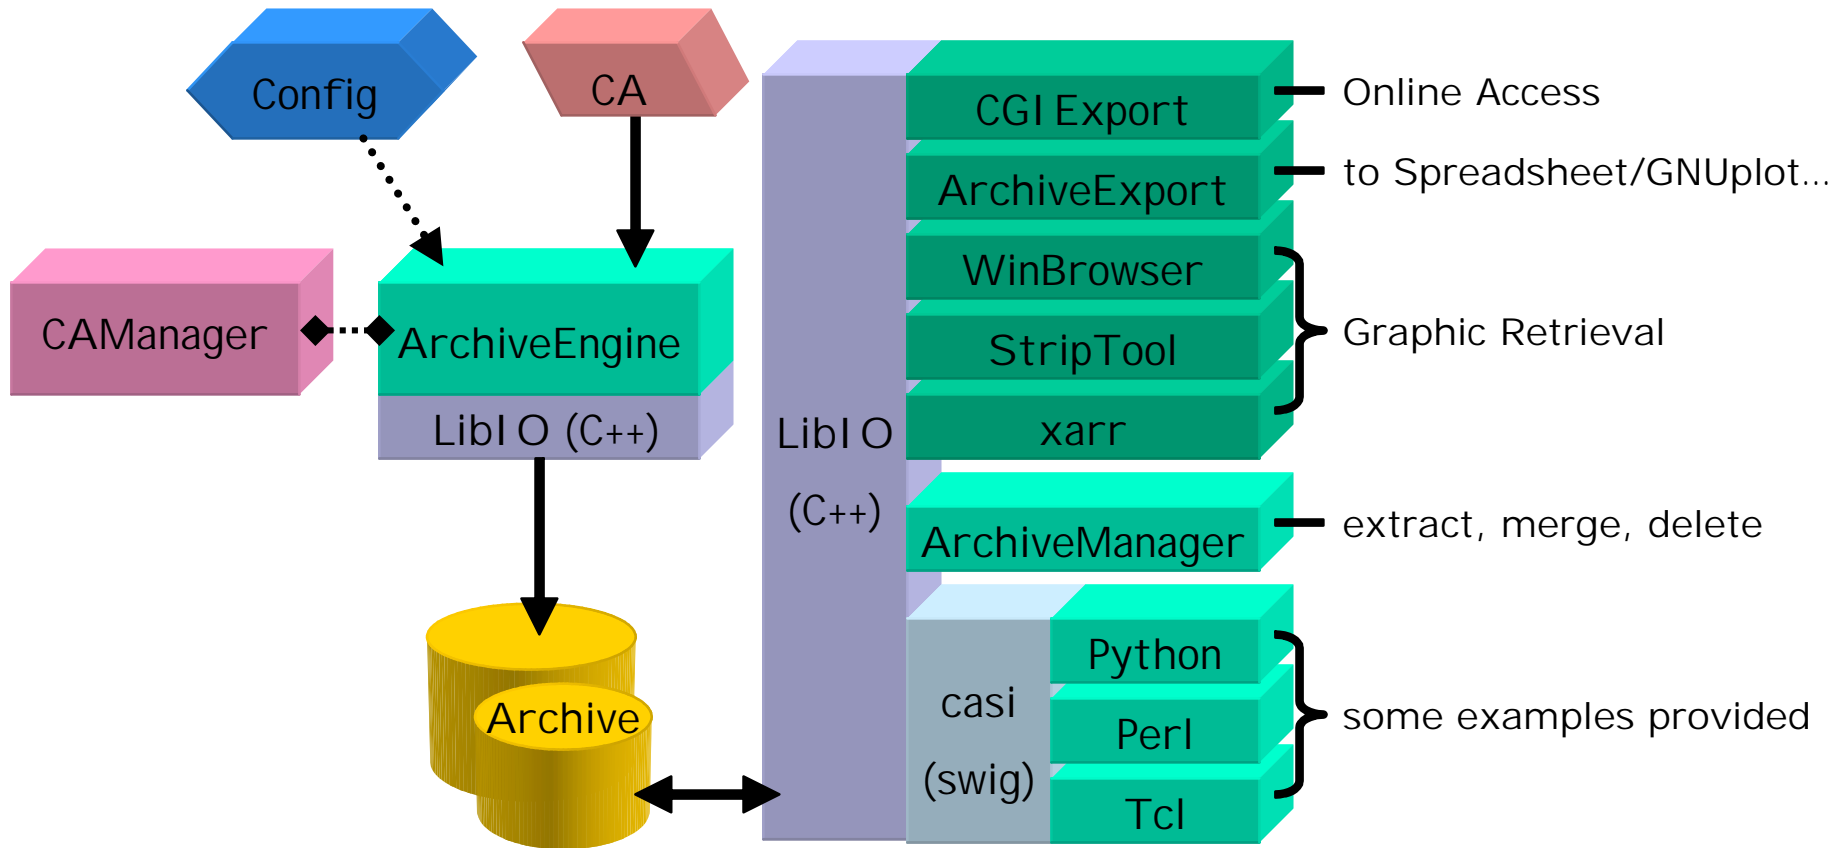 Config
CA
CAManager
ArchiveEngine
LibIO (C++)
Archive
LibIO
(C++)
CGI Export
Online Access
ArchiveExport
to Spreadsheet/GNUplot...
WinBrowser
StripTool
xarr
Graphic Retrieval
ArchiveManager
extract, merge, delete
casi
(swig)
Python
Perl
Tcl
some examples provided